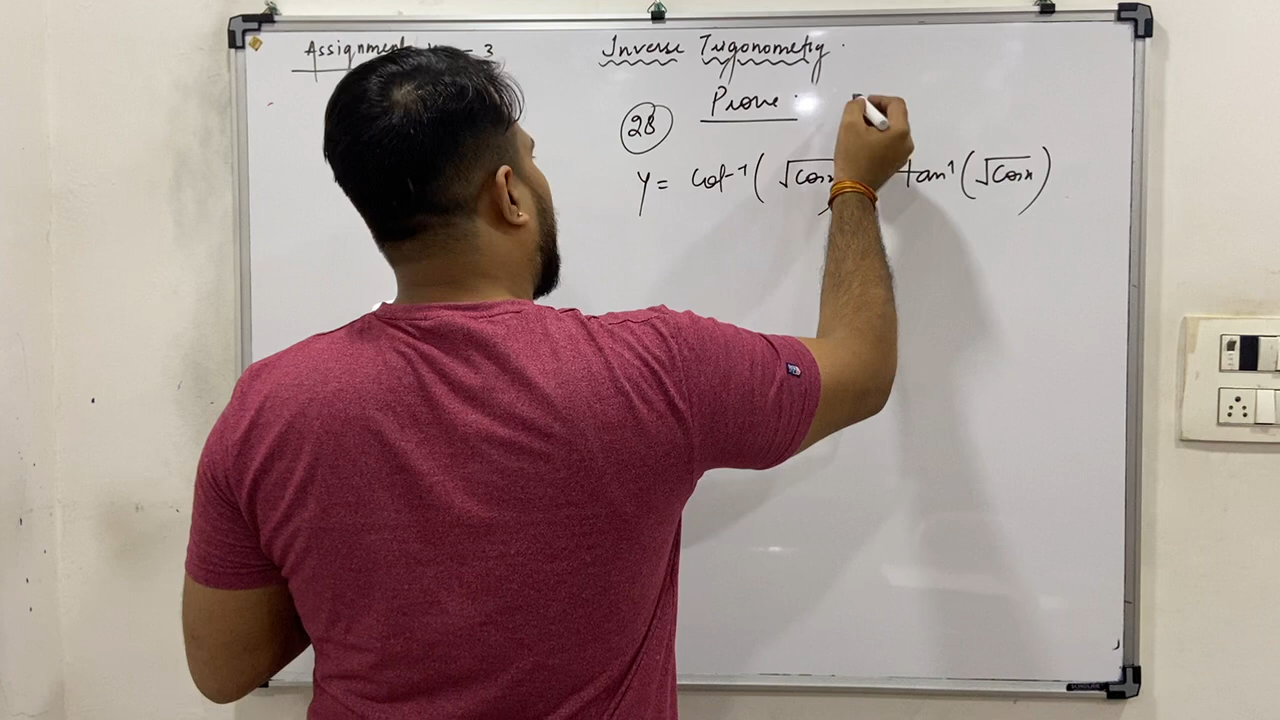 Assignment - 3
Inverse Trigonometry.
Prove :
28
y = cot-1 ( √cosx tan-1 (√cosx)